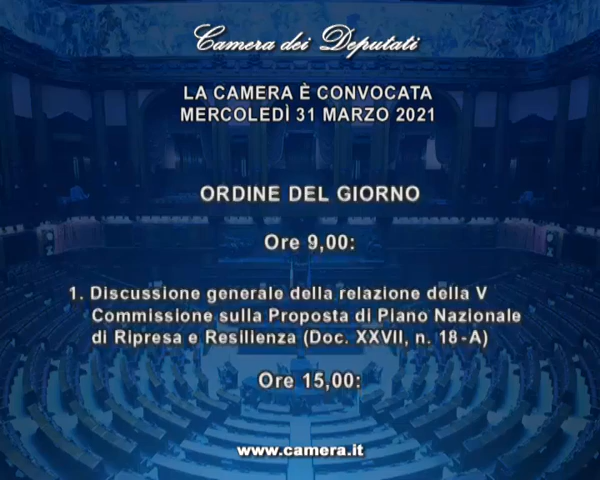 Camera dei Deputati
LA CAMERA È CONVOCATA
MERCOLEDÌ 31 MARZO 2021
ORDINE DEL GIORNO
Ore 9,00:
1. Discussione generale della relazione della V
Commissione sulla Proposta di Piano Nazionale
di Ripresa e Resilienza (Doc. XXVII, n. 18-A)
Ore 15,00:
www.camera.it